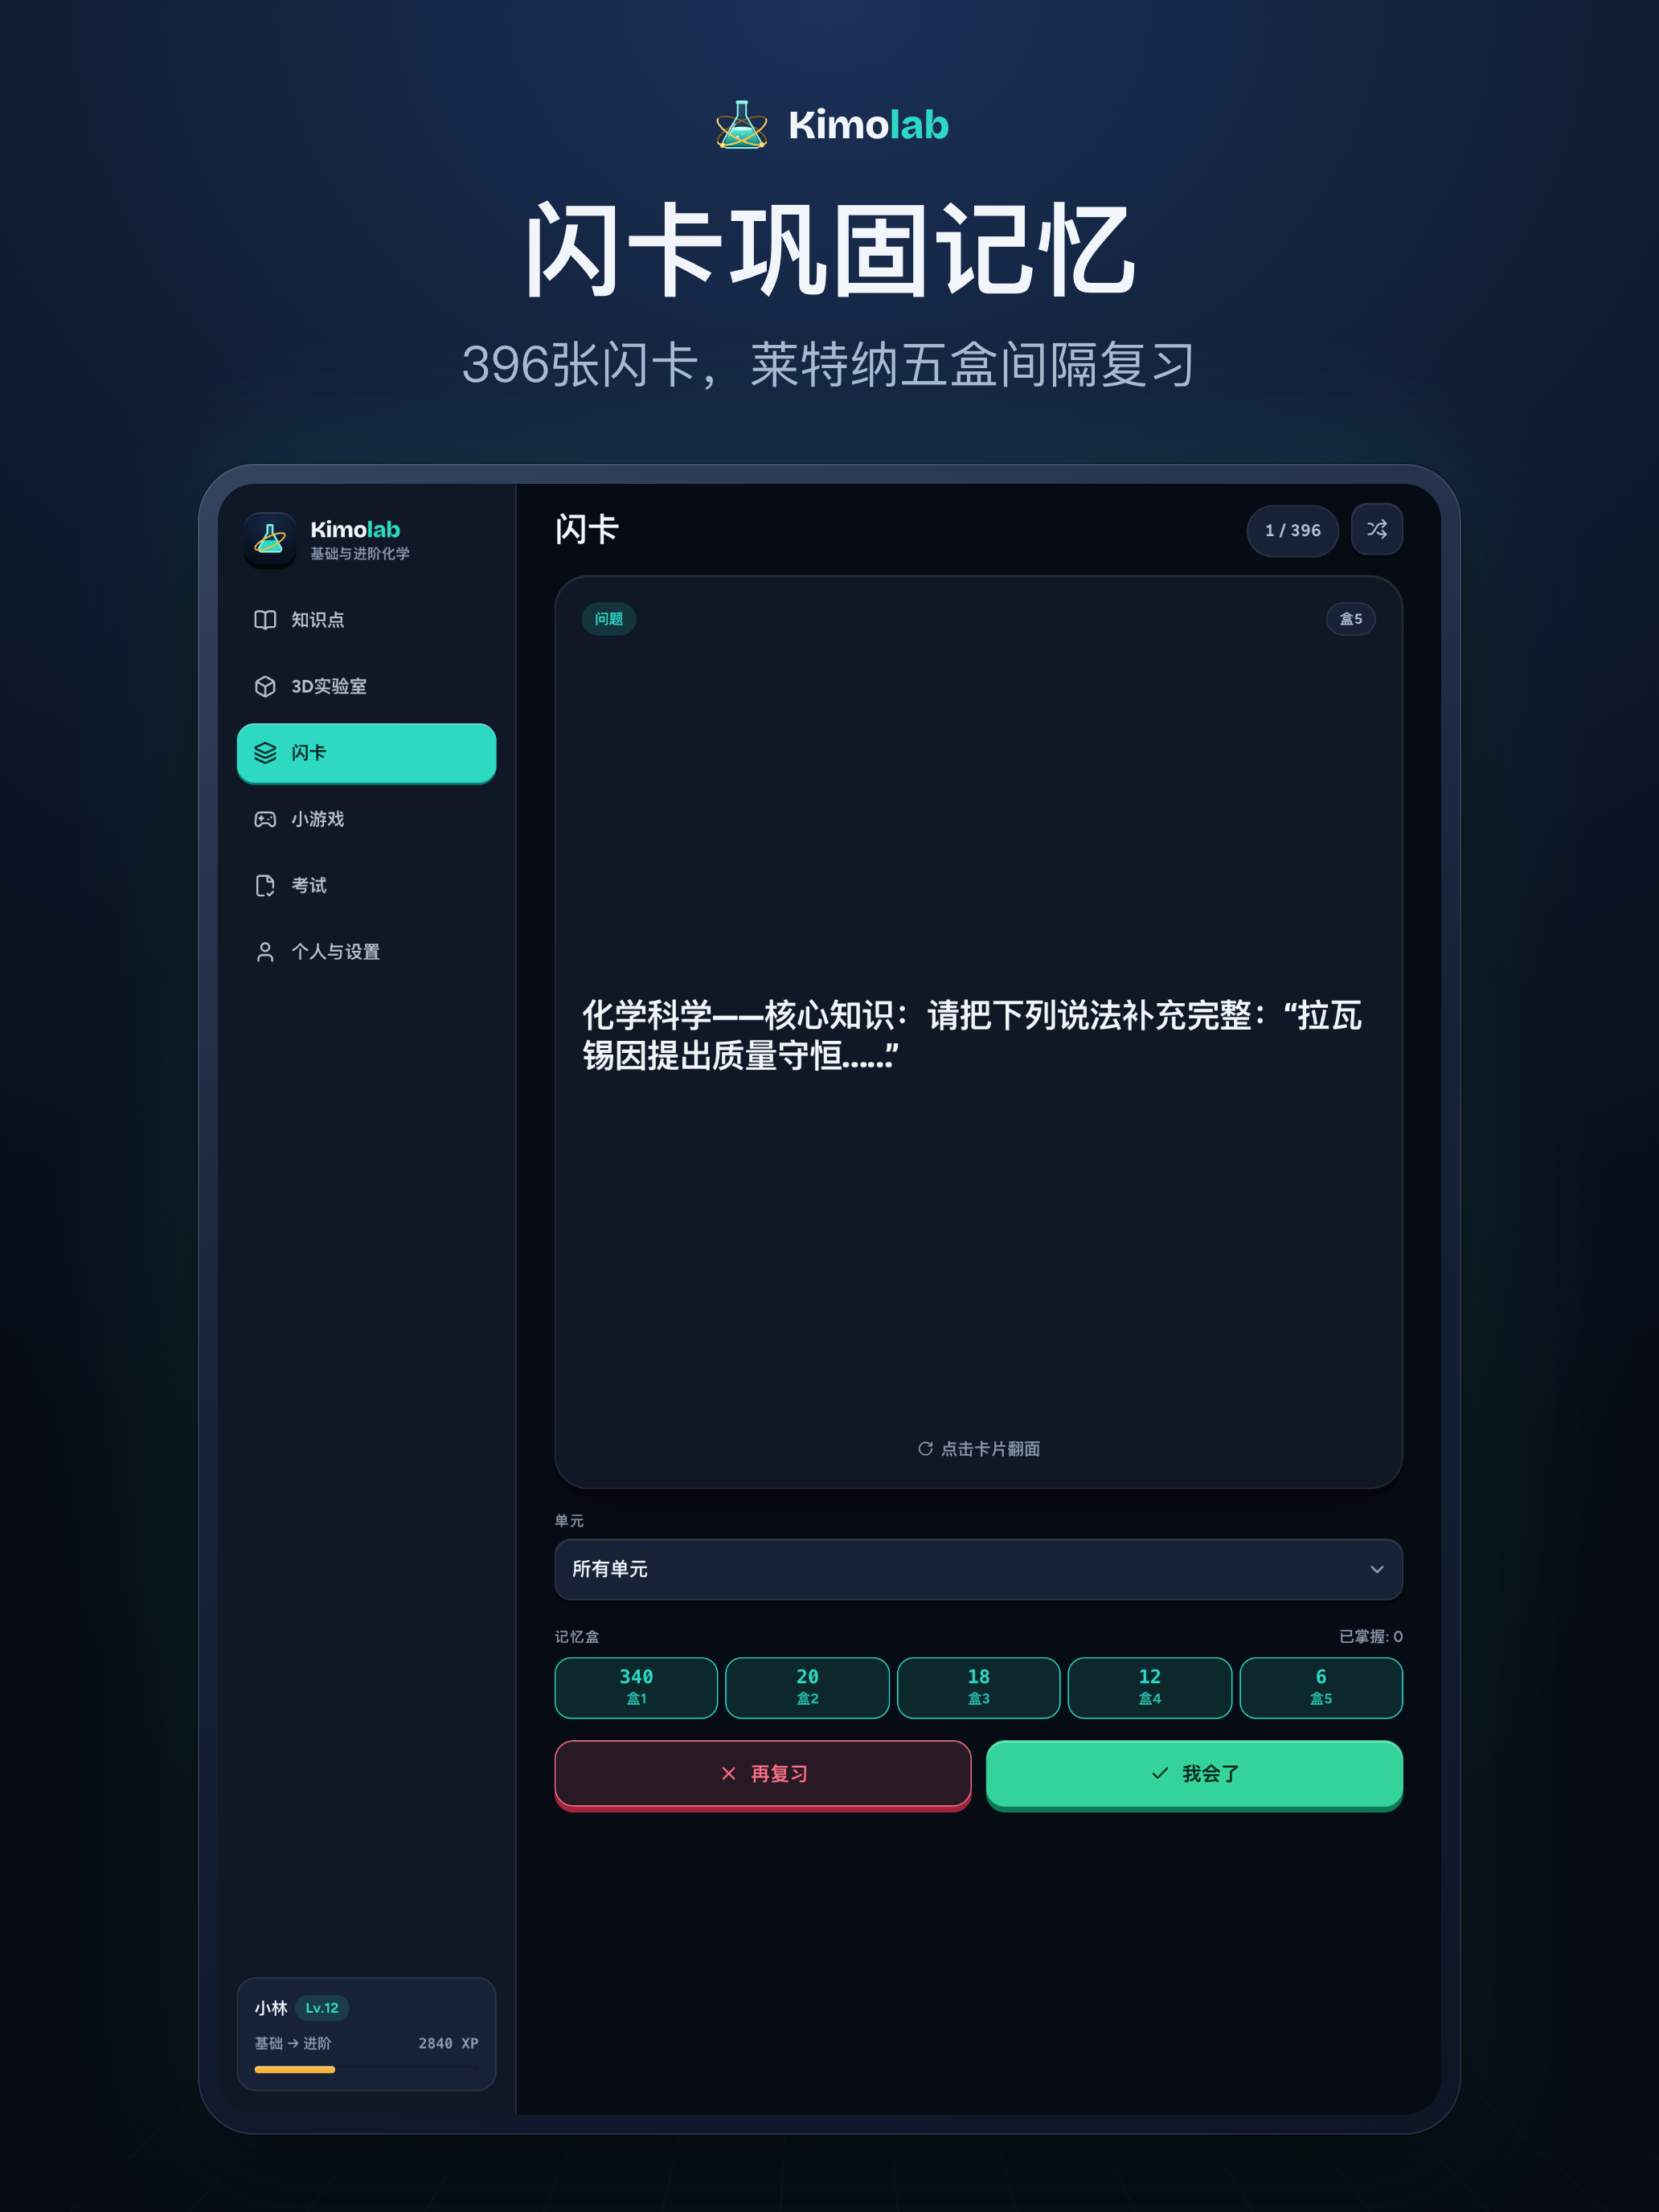 Kimolab
闪卡巩固记忆
396张闪卡，莱特纳五盒间隔复习
Kimolab
基础与进阶化学
知识点
3D实验室
闪卡
小游戏
考试
个人与设置
小林 Lv.12
基础 → 进阶 2840 XP
闪卡
1 / 396
问题
盒5
化学科学——核心知识：请把下列说法补充完整：“拉瓦
锡因提出质量守恒……”
点击卡片翻面
单元
所有单元
记忆盒
已掌握: 0
340
盒1
20
盒2
18
盒3
12
盒4
6
盒5
再复习
我会了